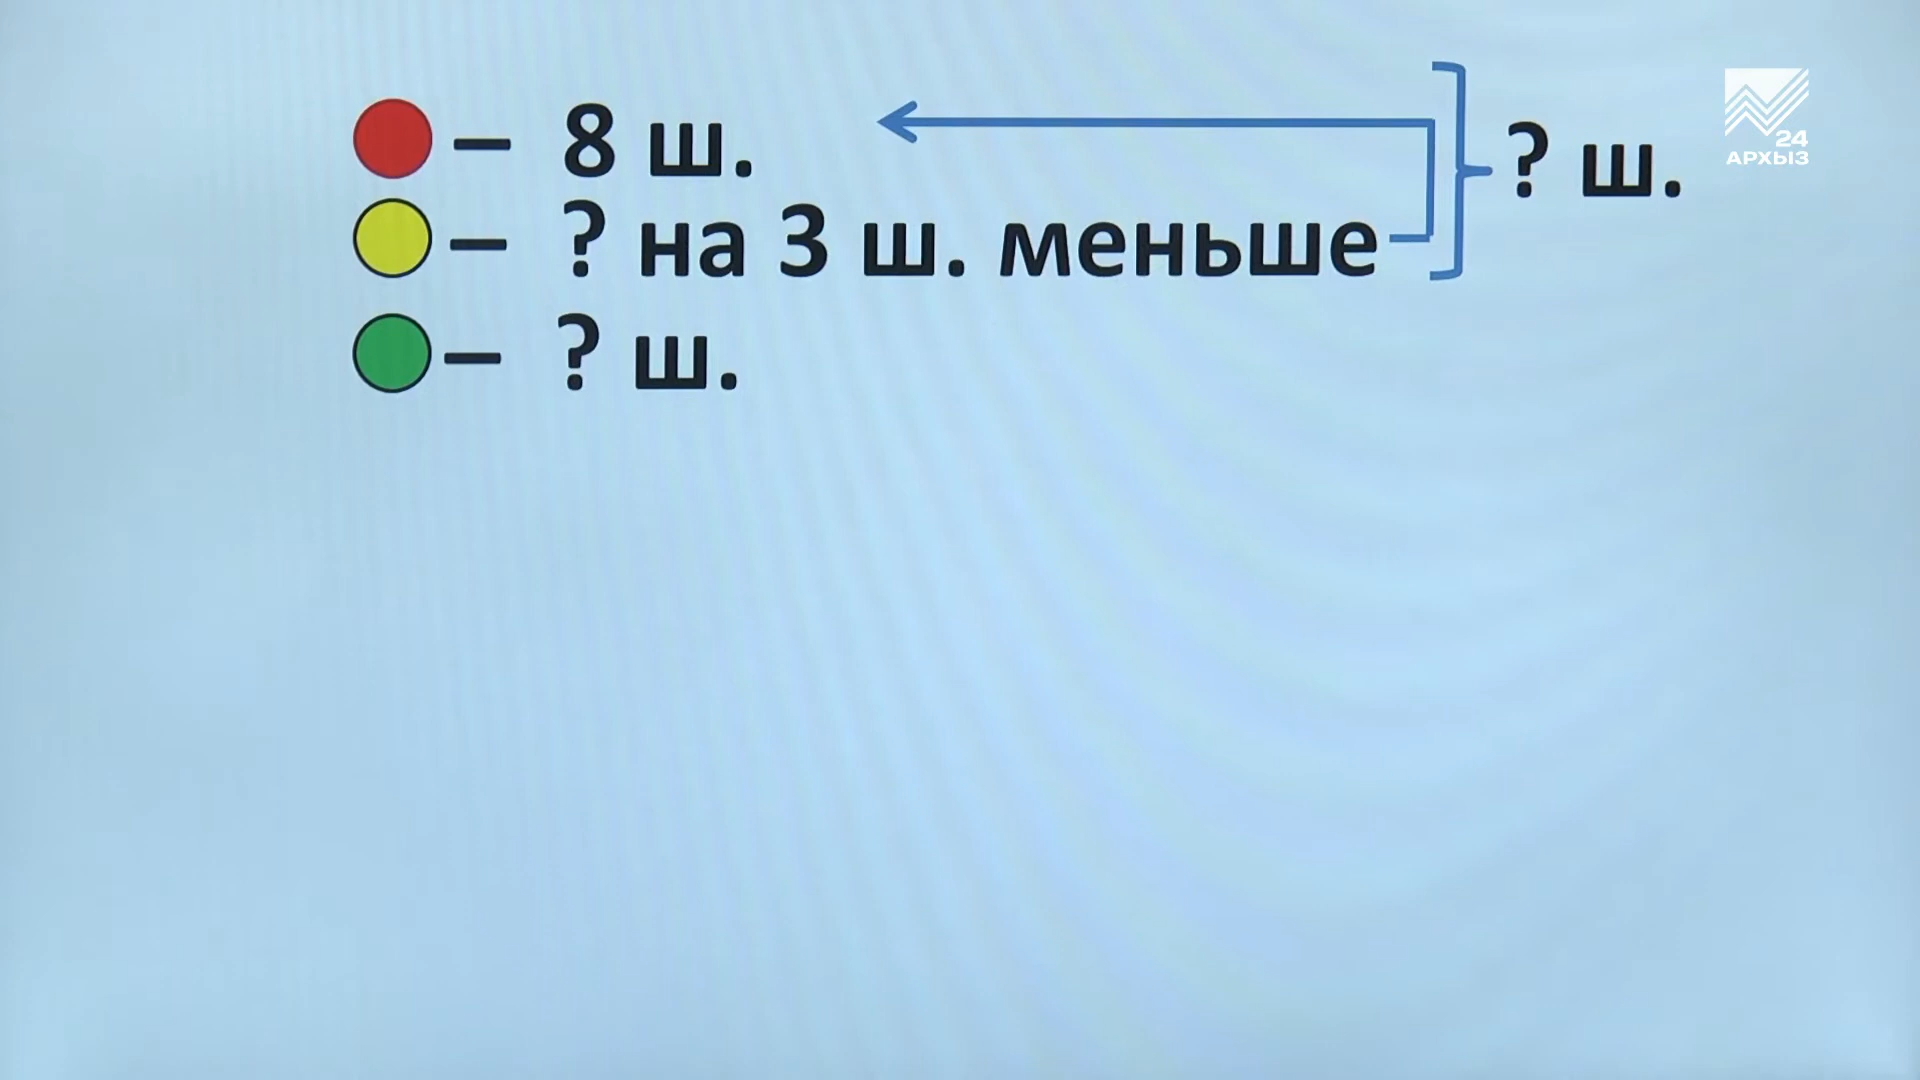 – 8 ш.
– ? на 3 ш. меньше
– ? ш.
? ш.
24
АРХЫЗ